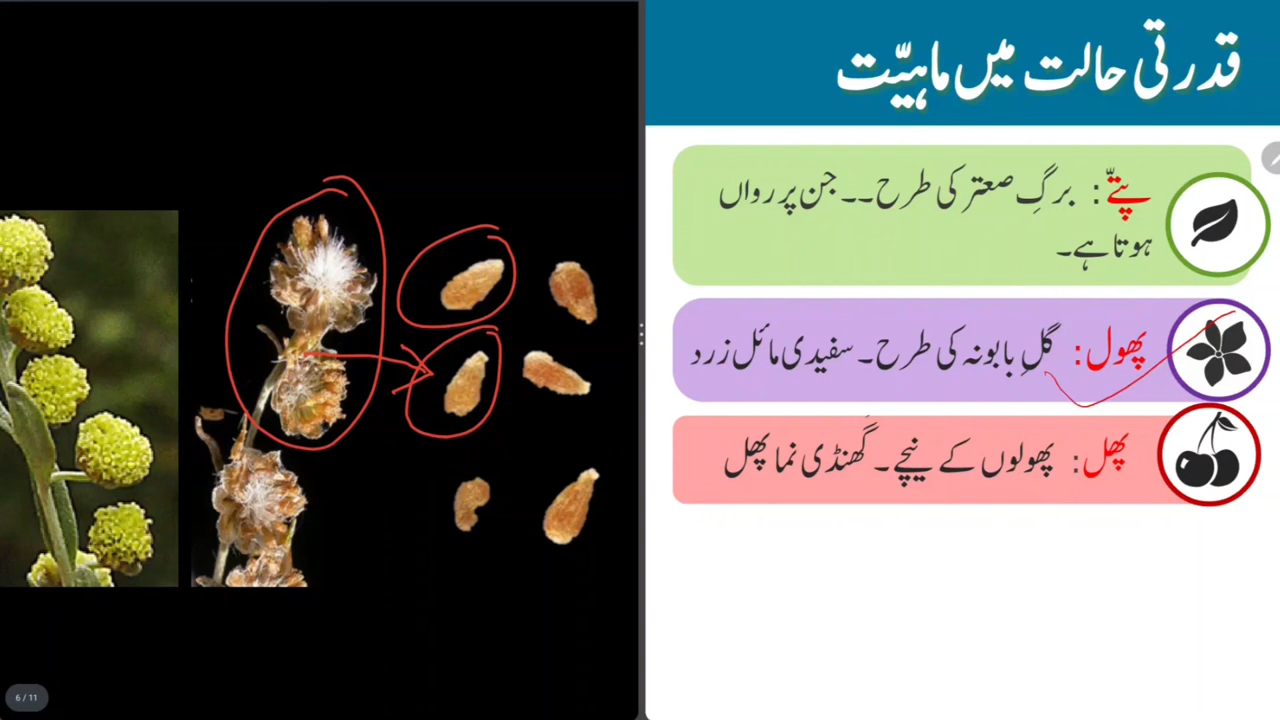 قدرتی حالت میں ماہیّت
پتّے: برگِ صعتر کی طرح۔۔ جن پر رواں
ہوتا ہے۔
پھول: گلِ بابونہ کی طرح۔ سفیدی مائل زرد
پھل: پھولوں کے نیچے۔ گھنڈی نما پھل
6 / 11